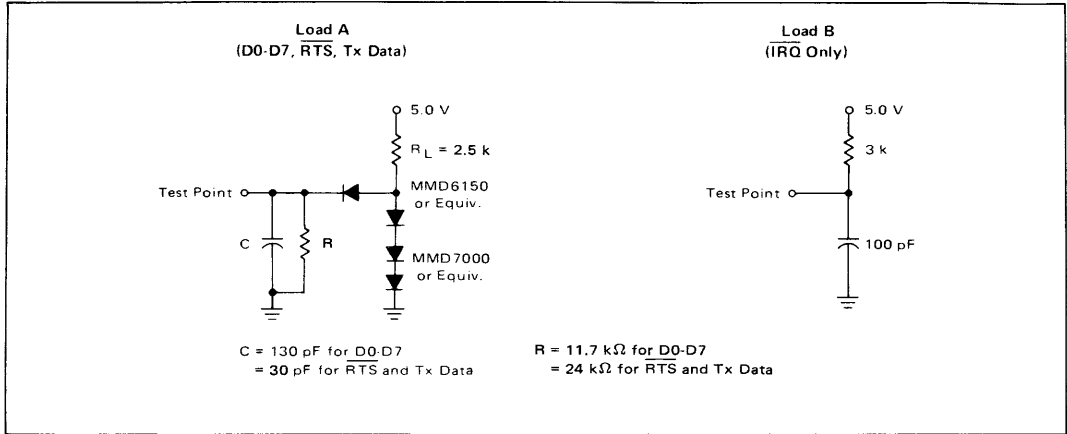 Load A
(D0-D7, RTS, Tx Data)
5.0 V
R_L = 2.5 k
MMD6150
or Equiv.
Test Point
C
R
MMD7000
or Equiv.
C = 130 pF for D0-D7
= 30 pF for RTS and Tx Data
Load B
(IRQ Only)
5.0 V
3 k
Test Point
100 pF
R = 11.7 kΩ for D0-D7
= 24 kΩ for RTS and Tx Data